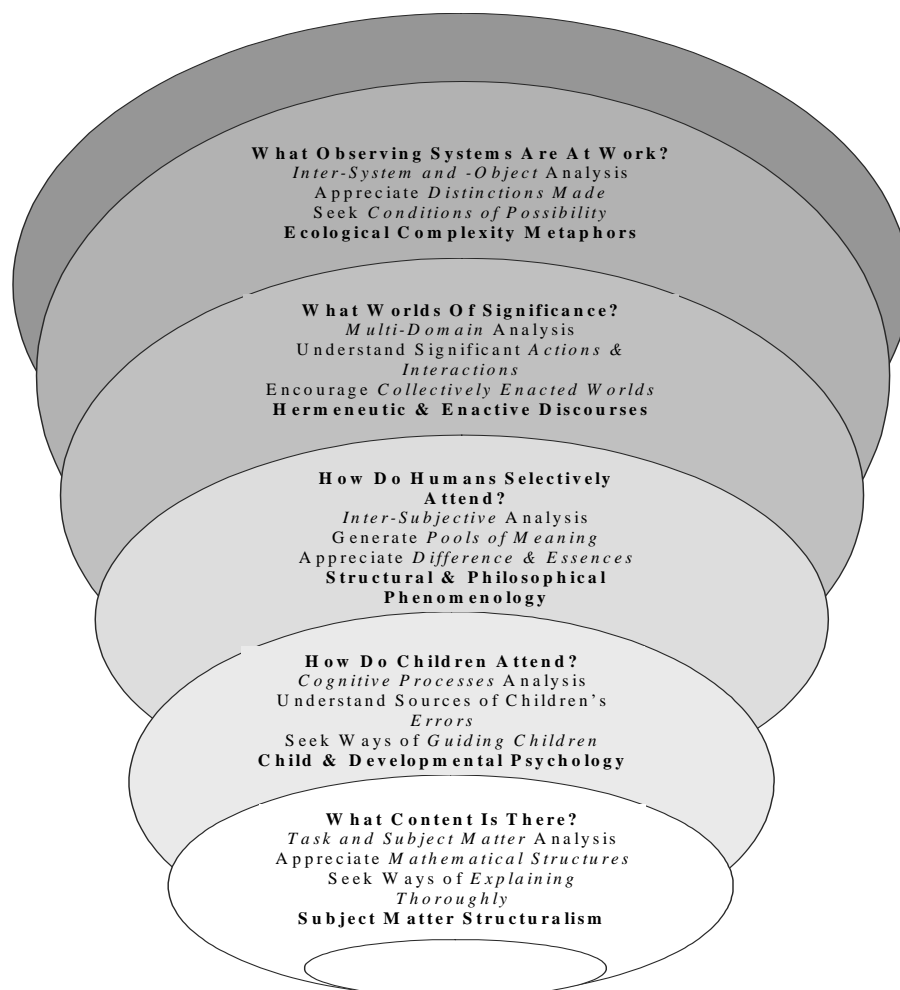 What Observing Systems Are At Work?
Inter-System and -Object Analysis
Appreciate Distinctions Made
Seek Conditions of Possibility
Ecological Complexity Metaphors
What Worlds Of Significance?
Multi-Domain Analysis
Understand Significant Actions &
Interactions
Encourage Collectively Enacted Worlds
Hermeneutic & Enactive Discourses
How Do Humans Selectively
Attend?
Inter-Subjective Analysis
Generate Pools of Meaning
Appreciate Difference & Essences
Structural & Philosophical
Phenomenology
How Do Children Attend?
Cognitive Processes Analysis
Understand Sources of Children's
Errors
Seek Ways of Guiding Children
Child & Developmental Psychology
What Content Is There?
Task and Subject Matter Analysis
Appreciate Mathematical Structures
Seek Ways of Explaining
Thoroughly
Subject Matter Structuralism